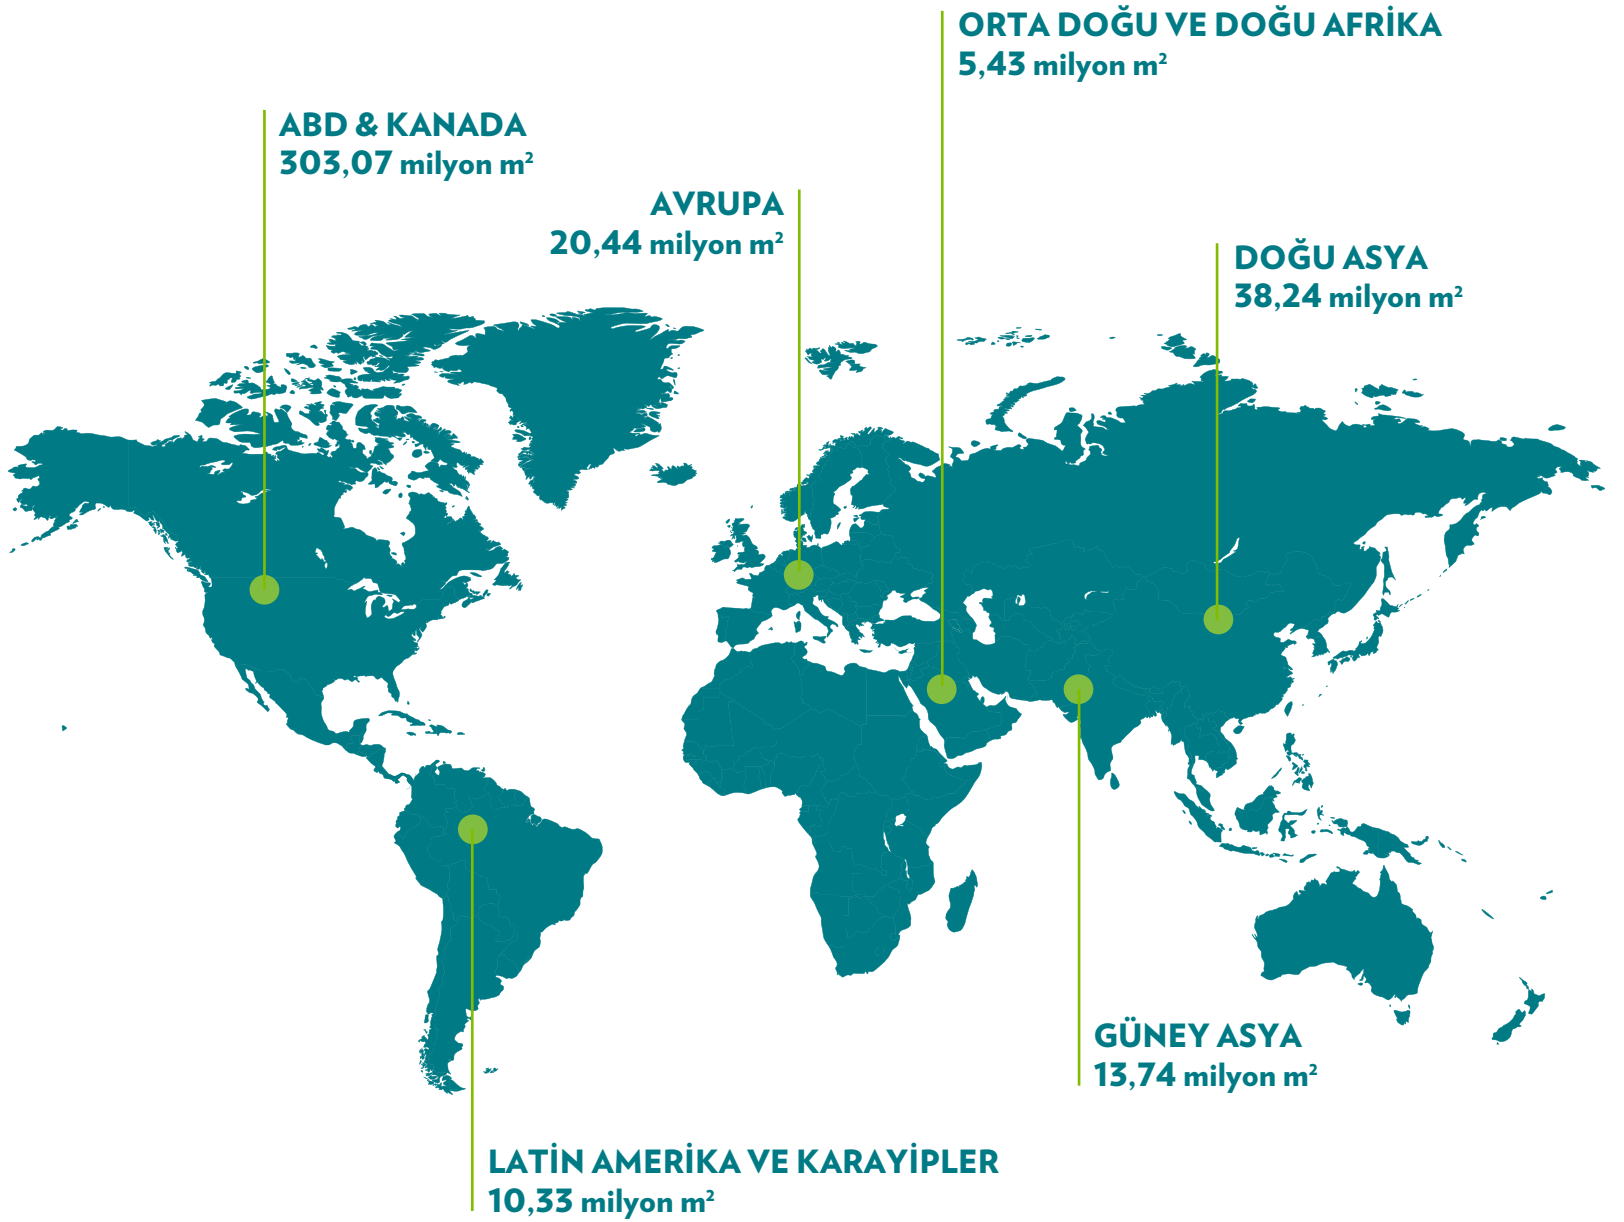 ORTA DOĞU VE DOĞU AFRİKA
5,43 milyon m²
ABD & KANADA
303,07 milyon m²
AVRUPA
20,44 milyon m²
DOĞU ASYA
38,24 milyon m²
GÜNEY ASYA
13,74 milyon m²
LATİN AMERİKA VE KARAYİPLER
10,33 milyon m²